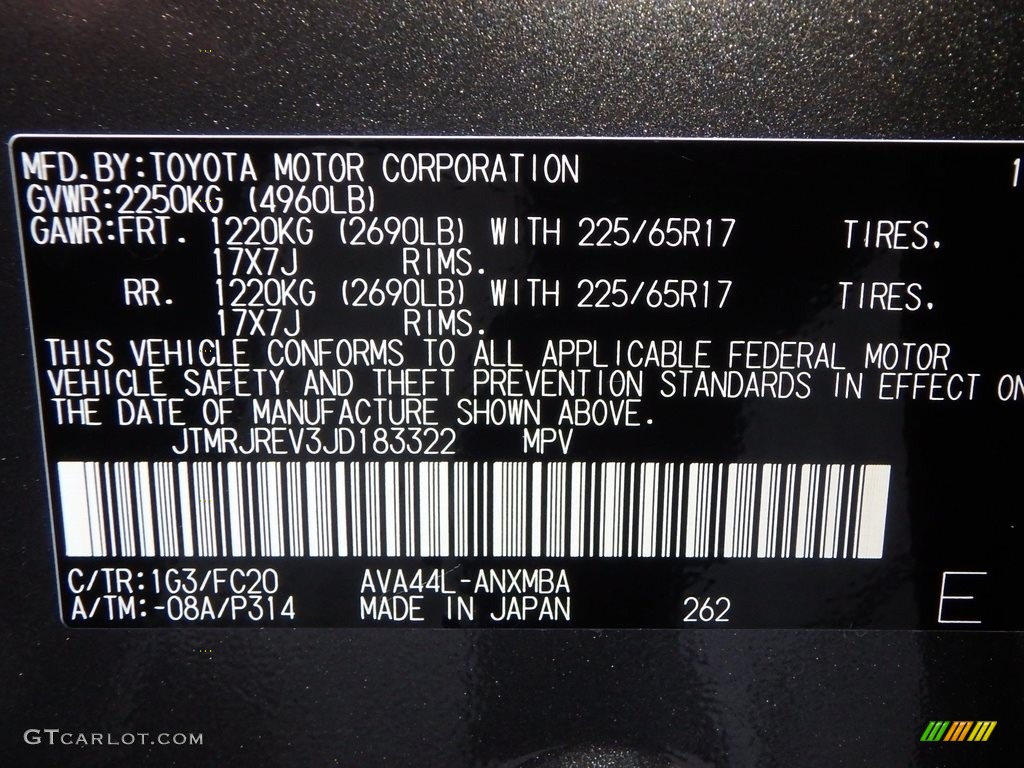 MFD.BY:TOYOTA MOTOR CORPORATION 1
GVWR:2250KG (4960LB)
GAWR:FRT. 1220KG (2690LB) WITH 225/65R17 TIRES.
17X7J RIMS.
RR. 1220KG (2690LB) WITH 225/65R17 TIRES.
17X7J RIMS.
THIS VEHICLE CONFORMS TO ALL APPLICABLE FEDERAL MOTOR
VEHICLE SAFETY AND THEFT PREVENTION STANDARDS IN EFFECT ON
THE DATE OF MANUFACTURE SHOWN ABOVE.
JTMRJREV3JD183322 MPV
C/TR:1G3/FC20 AVA44L-ANXMBA
A/TM:-08A/P314 MADE IN JAPAN 262 E
GTCARLOT.COM